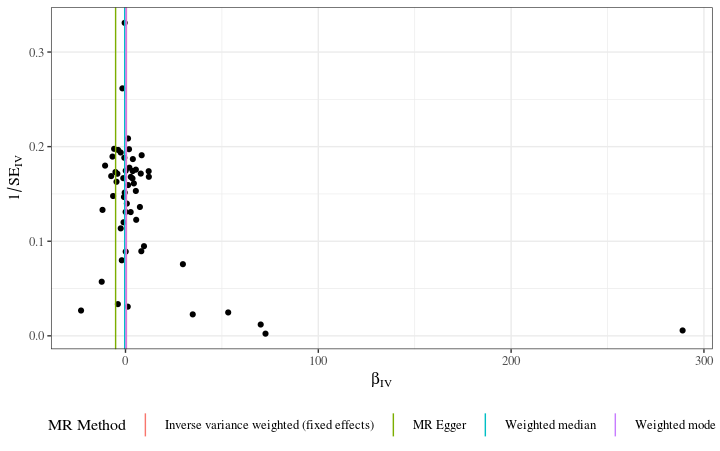 1/SE_IV
0.3
0.2
0.1
0.0
0
100
200
300
β_IV
MR Method Inverse variance weighted (fixed effects) MR Egger Weighted median Weighted mode